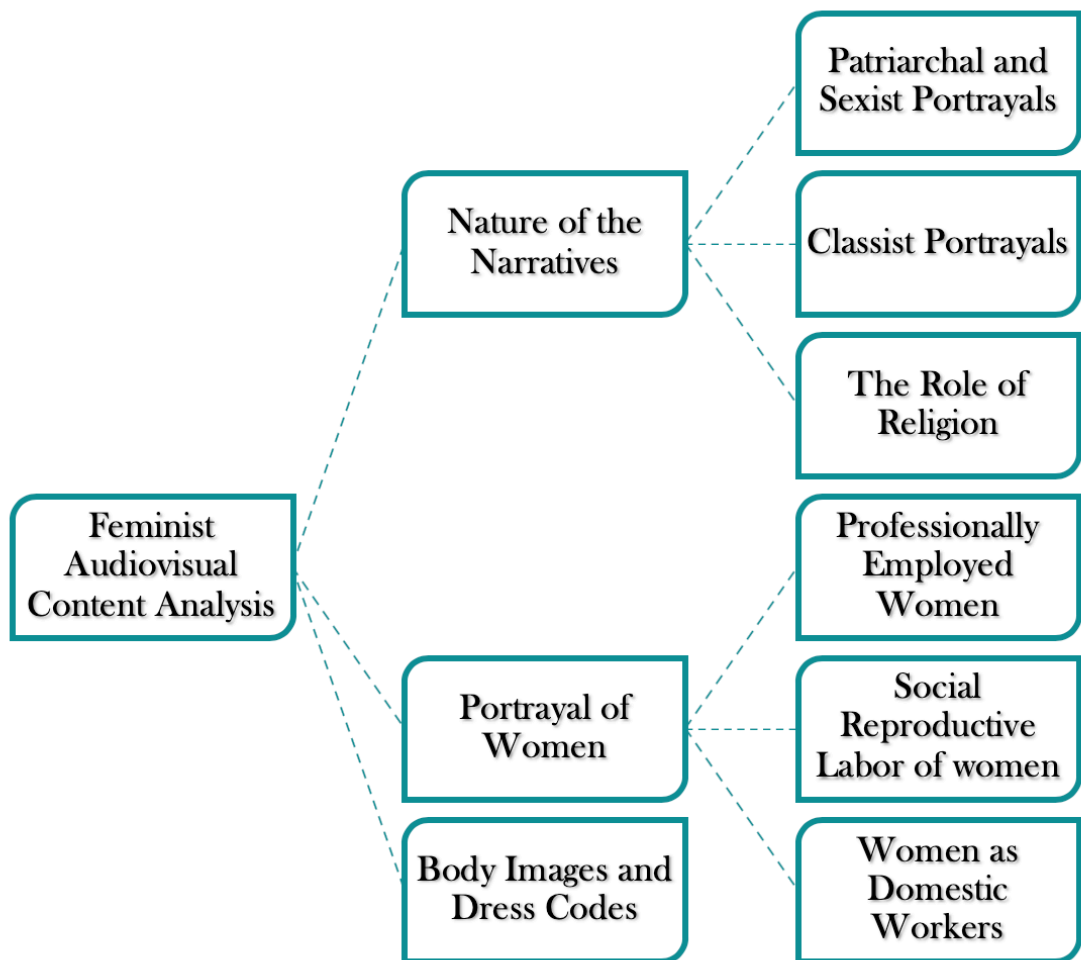 Feminist
Audiovisual
Content Analysis
Nature of the
Narratives
Patriarchal and
Sexist Portrayals
Classist Portrayals
The Role of
Religion
Portrayal of
Women
Professionally
Employed
Women
Social
Reproductive
Labor of women
Women as
Domestic
Workers
Body Images and
Dress Codes